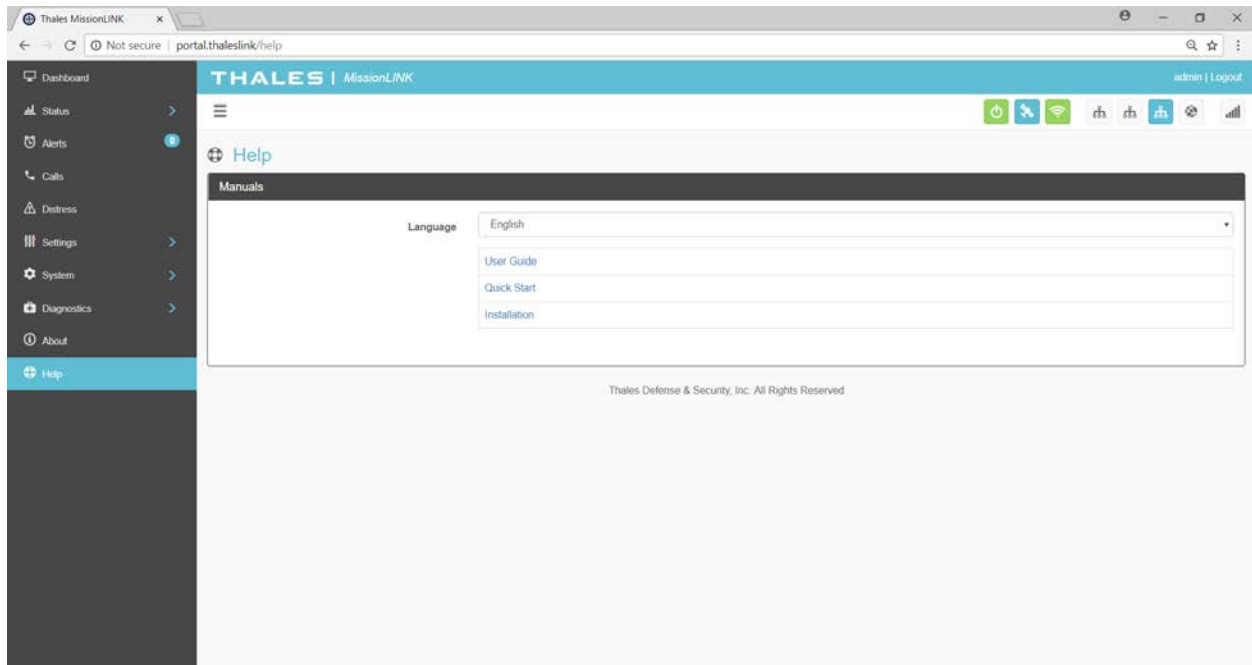 Thales MissionLINK
Not secure | portal.thaleslink/help
Dashboard
Status
Alerts 0
Calls
Distress
Settings
System
Diagnostics
About
Help
THALES | MissionLINK
admin | Logout
Help
Manuals
Language English
User Guide
Quick Start
Installation
Thales Defense & Security, Inc. All Rights Reserved